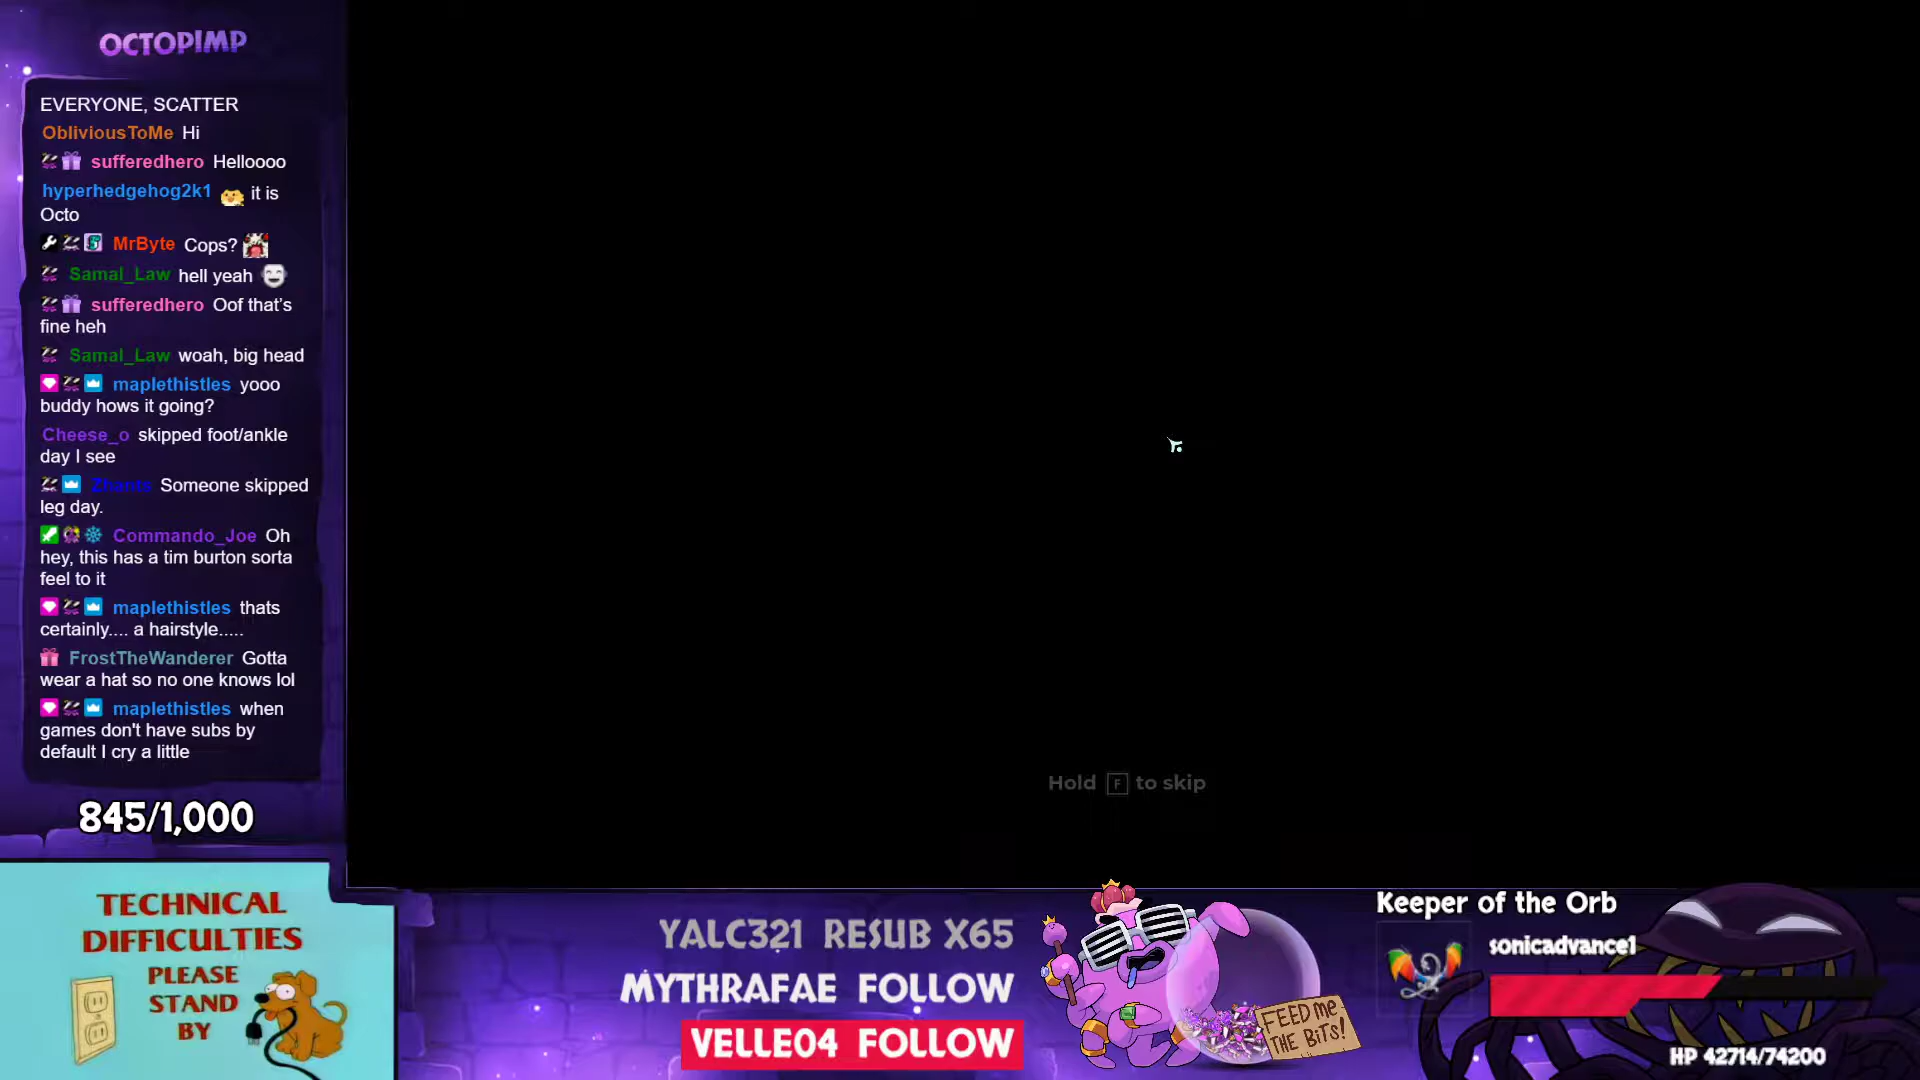 OCTOPIMP
EVERYONE, SCATTER
ObliviousToMe Hi
sufferedhero Helloooo
hyperhedgehog2k1 it is
Octo
MrByte Cops?
Samal_Law hell yeah
sufferedhero Oof that's
fine heh
Samal_Law woah, big head
maplethistles yooo
buddy hows it going?
Cheese_o skipped foot/ankle
day I see
Zhants Someone skipped
leg day.
Commando_Joe Oh
hey, this has a tim burton sorta
feel to it
maplethistles thats
certainly.... a hairstyle.....
FrostTheWanderer Gotta
wear a hat so no one knows lol
maplethistles when
games don't have subs by
default I cry a little
845/1,000
TECHNICAL
DIFFICULTIES
PLEASE
STAND
BY
Hold F to skip
YALC321 RESUB X65
MYTHRAFAE FOLLOW
VELLE04 FOLLOW
FEED ME
THE BITS!
Keeper of the Orb
sonicadvance1
HP 42714/74200